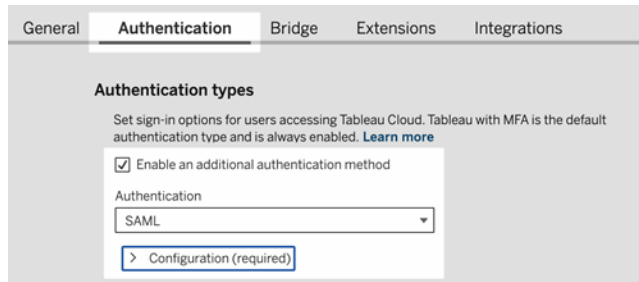 General Authentication Bridge Extensions Integrations
Authentication types
Set sign-in options for users accessing Tableau Cloud. Tableau with MFA is the default
authentication type and is always enabled. Learn more
Enable an additional authentication method
Authentication
SAML
Configuration (required)